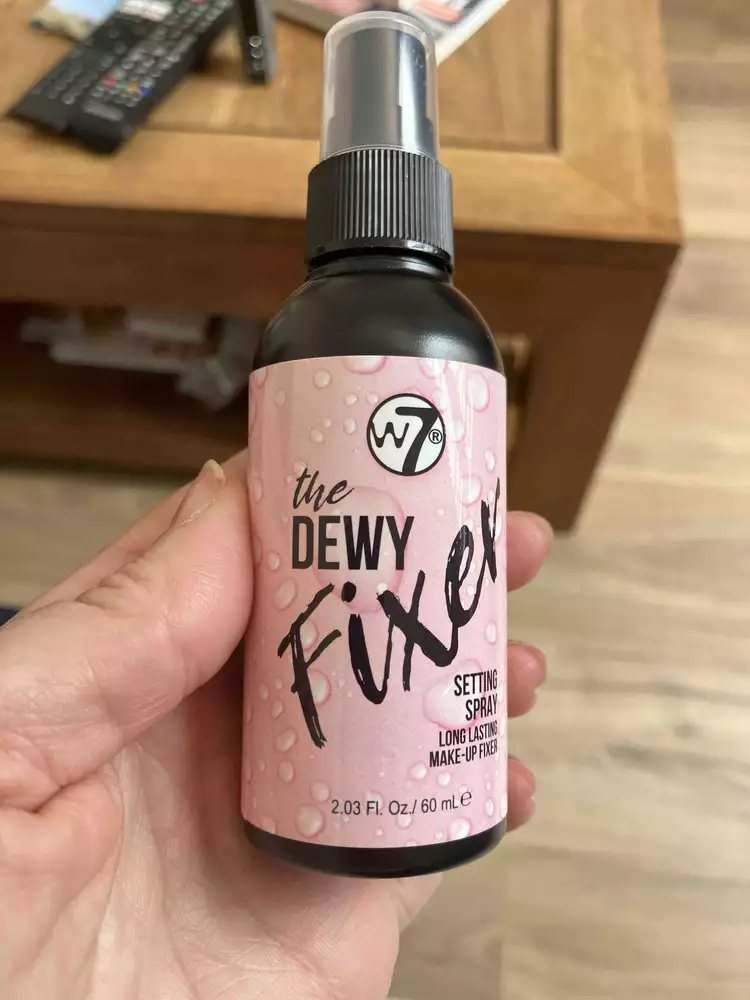 W7®
the
DEWY
Fixer
SETTING
SPRAY
LONG LASTING
MAKE-UP FIXER
2.03 Fl. Oz./ 60 mL℮